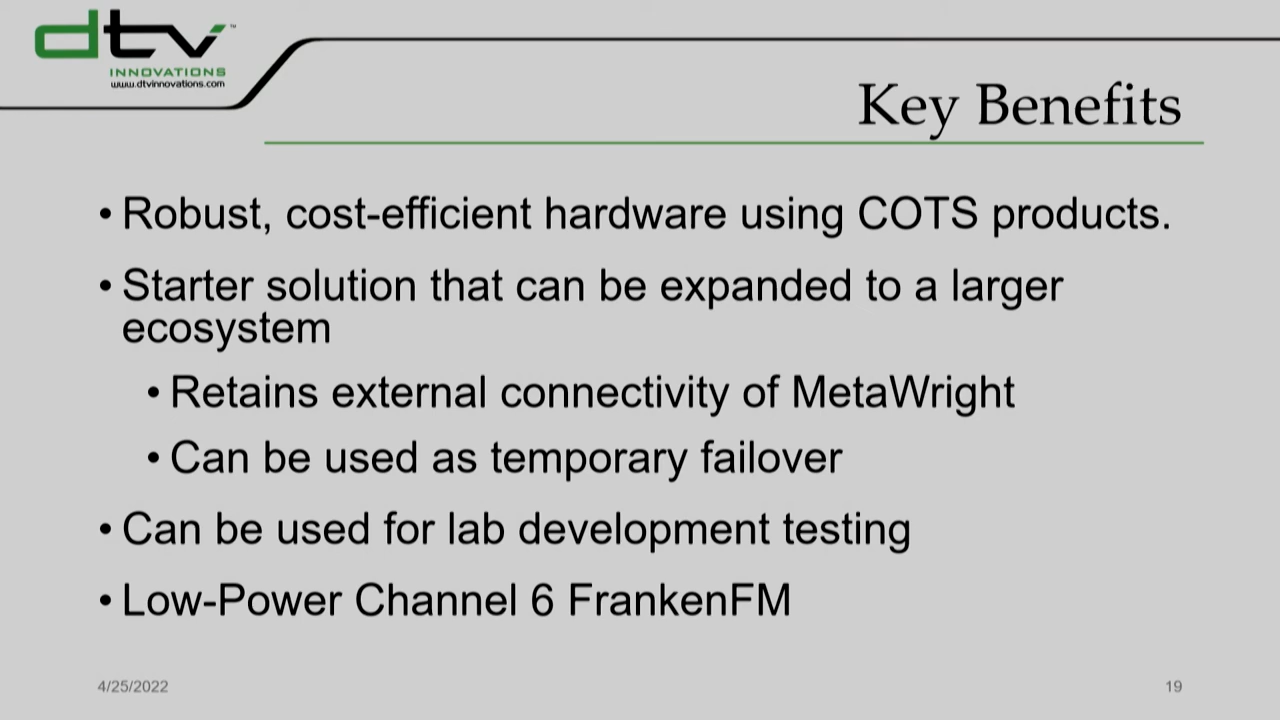 dtv™
INNOVATIONS
www.dtvinnovations.com
Key Benefits
• Robust, cost-efficient hardware using COTS products.
• Starter solution that can be expanded to a larger
ecosystem
• Retains external connectivity of MetaWright
• Can be used as temporary failover
• Can be used for lab development testing
• Low-Power Channel 6 FrankenFM
4/25/2022
19